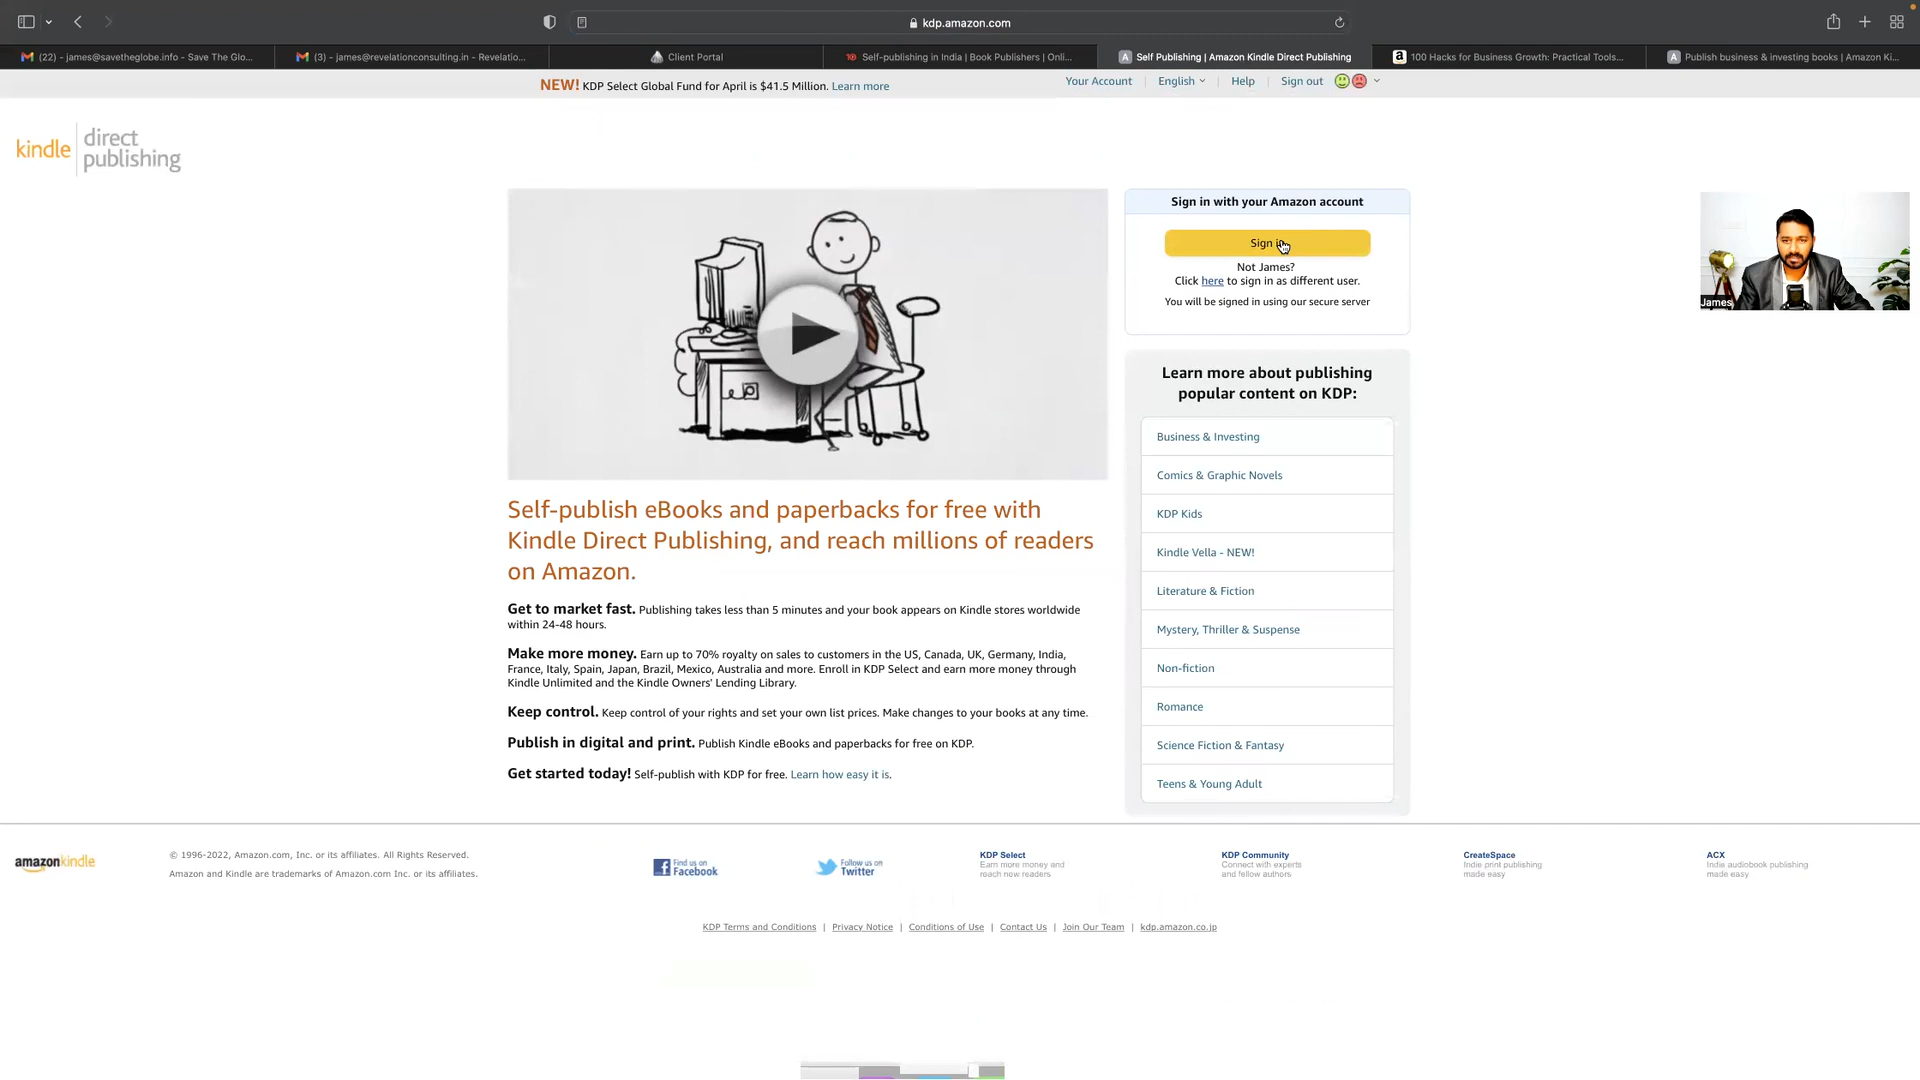 kdp.amazon.com
(22) - james@savetheglobe.info - Save The Glo...
(3) - james@revelationconsulting.in - Revelatio...
Client Portal
Self-publishing in India | Book Publishers | Onli...
Self Publishing | Amazon Kindle Direct Publishing
100 Hacks for Business Growth: Practical Tools...
Publish business & investing books | Amazon Ki...
NEW! KDP Select Global Fund for April is $41.5 Million. Learn more
Your Account
English
Help
Sign out
kindle
direct
publishing
Sign in with your Amazon account
Sign
Not James?
Click here to sign in as different user.
You will be signed in using our secure server
James
Learn more about publishing
popular content on KDP:
Business & Investing
Comics & Graphic Novels
KDP Kids
Kindle Vella - NEW!
Literature & Fiction
Mystery, Thriller & Suspense
Non-fiction
Romance
Science Fiction & Fantasy
Teens & Young Adult
Self-publish eBooks and paperbacks for free with
Kindle Direct Publishing, and reach millions of readers
on Amazon.
Get to market fast. Publishing takes less than 5 minutes and your book appears on Kindle stores worldwide
within 24-48 hours.
Make more money. Earn up to 70% royalty on sales to customers in the US, Canada, UK, Germany, India,
France, Italy, Spain, Japan, Brazil, Mexico, Australia and more. Enroll in KDP Select and earn more money through
Kindle Unlimited and the Kindle Owners' Lending Library.
Keep control. Keep control of your rights and set your own list prices. Make changes to your books at any time.
Publish in digital and print. Publish Kindle eBooks and paperbacks for free on KDP.
Get started today! Self-publish with KDP for free. Learn how easy it is.
amazonkindle
© 1996-2022, Amazon.com, Inc. or its affiliates. All Rights Reserved.
Amazon and Kindle are trademarks of Amazon.com Inc. or its affiliates.
Find us on
Facebook
Follow us on
Twitter
KDP Select
Earn more money and
reach new readers
KDP Community
Connect with experts
and fellow authors
CreateSpace
Indie print publishing
made easy
ACX
Indie audiobook publishing
made easy
KDP Terms and Conditions | Privacy Notice | Conditions of Use | Contact Us | Join Our Team | kdp.amazon.co.jp